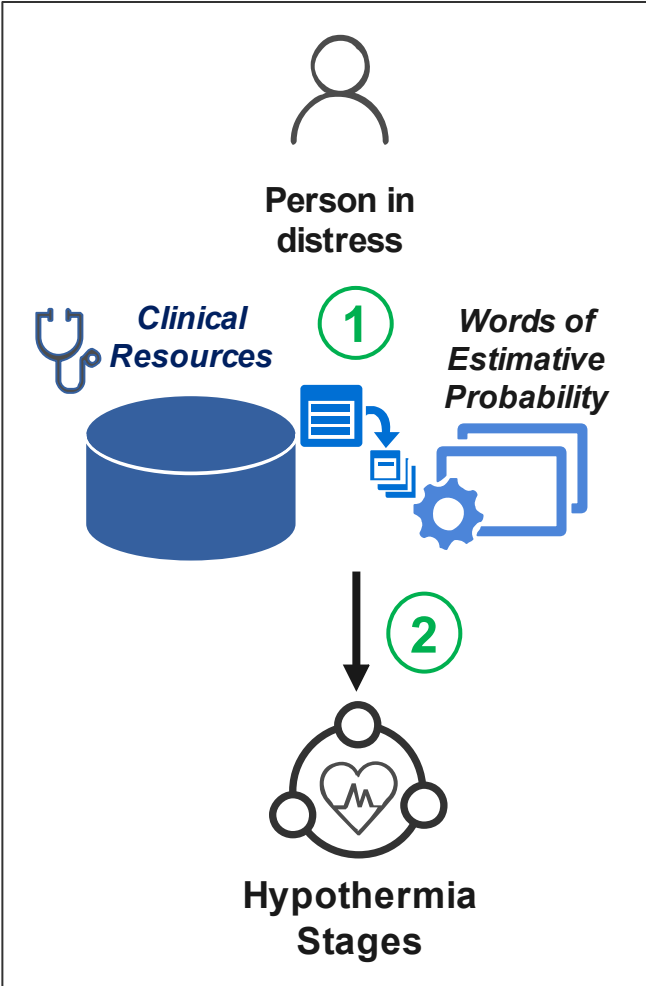 Person in
distress
Clinical
Resources
1
Words of
Estimative
Probability
2
Hypothermia
Stages